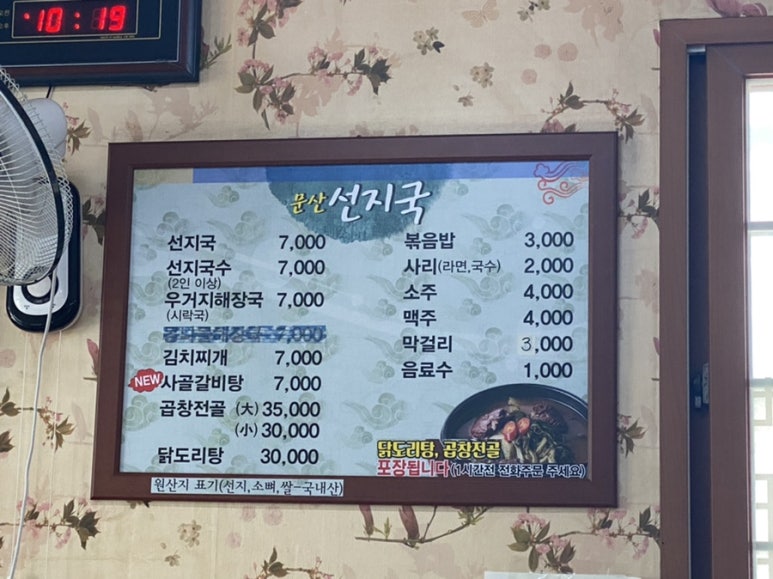 10:19
문산 선지국
선지국 7,000
선지국수 7,000
(2인 이상)
우거지해장국 7,000
(시락국)
김치찌개 7,000
NEW 사골갈비탕 7,000
곱창전골 (大) 35,000
(小) 30,000
닭도리탕 30,000
볶음밥 3,000
사리(라면,국수) 2,000
소주 4,000
맥주 4,000
막걸리 3,000
음료수 1,000
닭도리탕, 곱창전골
포장됩니다(1시간전 전화주문 주세요)
원산지 표기(선지,소뼈,쌀-국내산)